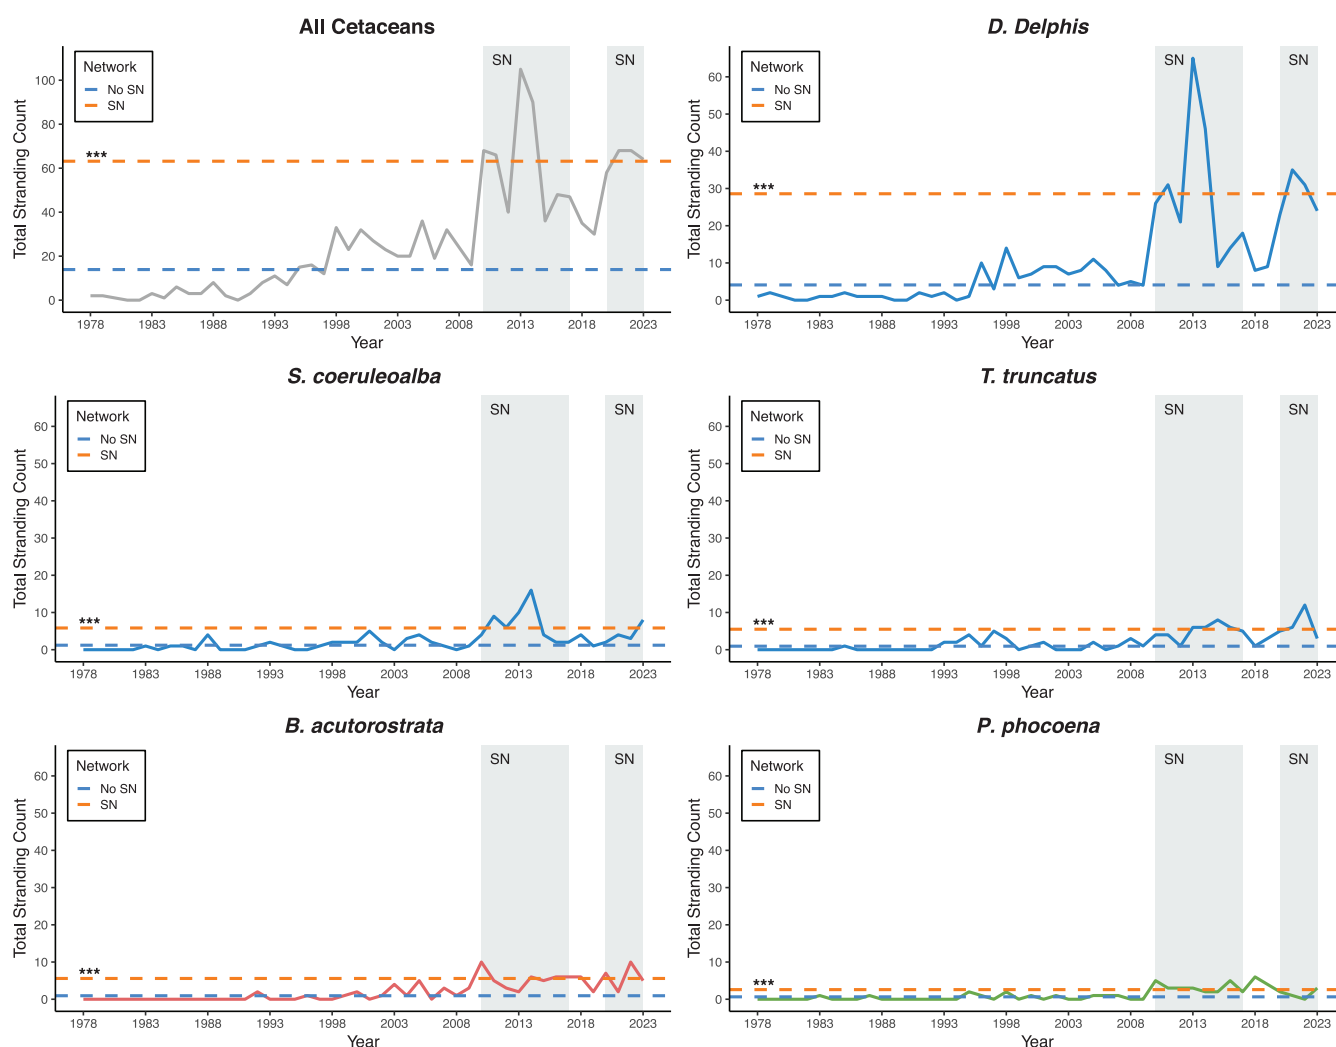 All Cetaceans
Total Stranding Count
Network
No SN
SN
SN
SN
***
100
80
60
40
20
0
1978 1983 1988 1993 1998 2003 2008 2013 2018 2023
Year
D. Delphis
Total Stranding Count
Network
No SN
SN
SN
SN
***
60
50
40
30
20
10
0
1978 1983 1988 1993 1998 2003 2008 2013 2018 2023
Year
S. coeruleoalba
Total Stranding Count
Network
No SN
SN
SN
SN
***
60
50
40
30
20
10
0
1978 1983 1988 1993 1998 2003 2008 2013 2018 2023
Year
T. truncatus
Total Stranding Count
Network
No SN
SN
SN
SN
***
60
50
40
30
20
10
0
1978 1983 1988 1993 1998 2003 2008 2013 2018 2023
Year
B. acutorostrata
Total Stranding Count
Network
No SN
SN
SN
SN
***
60
50
40
30
20
10
0
1978 1983 1988 1993 1998 2003 2008 2013 2018 2023
Year
P. phocoena
Total Stranding Count
Network
No SN
SN
SN
SN
***
60
50
40
30
20
10
0
1978 1983 1988 1993 1998 2003 2008 2013 2018 2023
Year